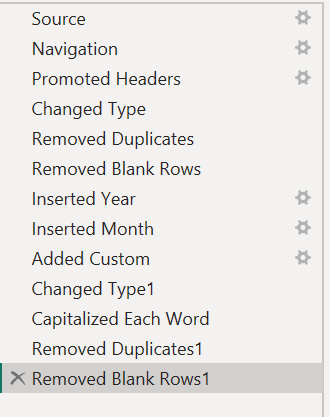 Source
Navigation
Promoted Headers
Changed Type
Removed Duplicates
Removed Blank Rows
Inserted Year
Inserted Month
Added Custom
Changed Type1
Capitalized Each Word
Removed Duplicates1
Removed Blank Rows1